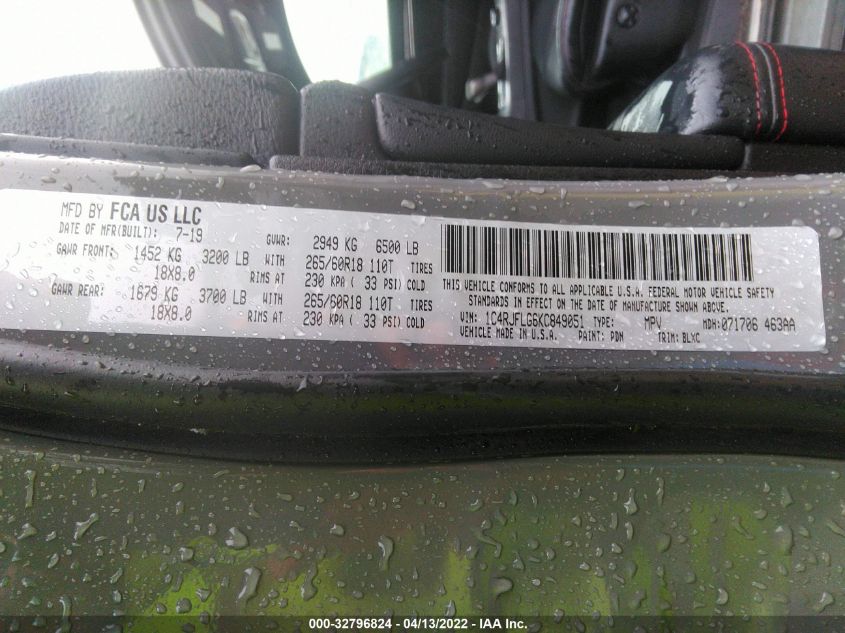 MFD BY FCA US LLC
DATE OF MFR(BUILT): 7-19 GVWR: 2949 KG 6500 LB
GAWR FRONT: 1452 KG 3200 LB WITH 265/60R18 110T TIRES
18X8.0 RIMS AT 230 KPA ( 33 PSI) COLD
GAWR REAR: 1679 KG 3700 LB WITH 265/60R18 110T TIRES
18X8.0 RIMS AT 230 KPA ( 33 PSI) COLD
THIS VEHICLE CONFORMS TO ALL APPLICABLE U.S.A. FEDERAL MOTOR VEHICLE SAFETY
STANDARDS IN EFFECT ON THE DATE OF MANUFACTURE SHOWN ABOVE.
VIN: 1C4RJFLG6KC849051 TYPE: MPV MDH: 071706 463AA
VEHICLE MADE IN U.S.A. PAINT: PDN TRIM: BLXC
000-32796824 - 04/13/2022 - IAA Inc.